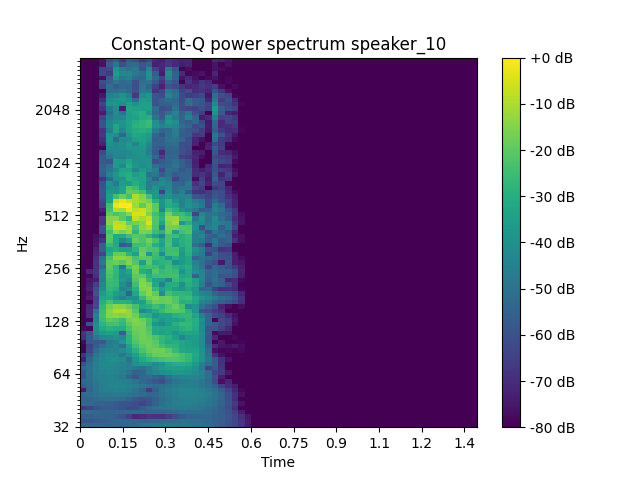 Constant-Q power spectrum speaker_10
Hz
2048
1024
512
256
128
64
32
0 0.15 0.3 0.45 0.6 0.75 0.9 1.1 1.2 1.4
Time
+0 dB
-10 dB
-20 dB
-30 dB
-40 dB
-50 dB
-60 dB
-70 dB
-80 dB